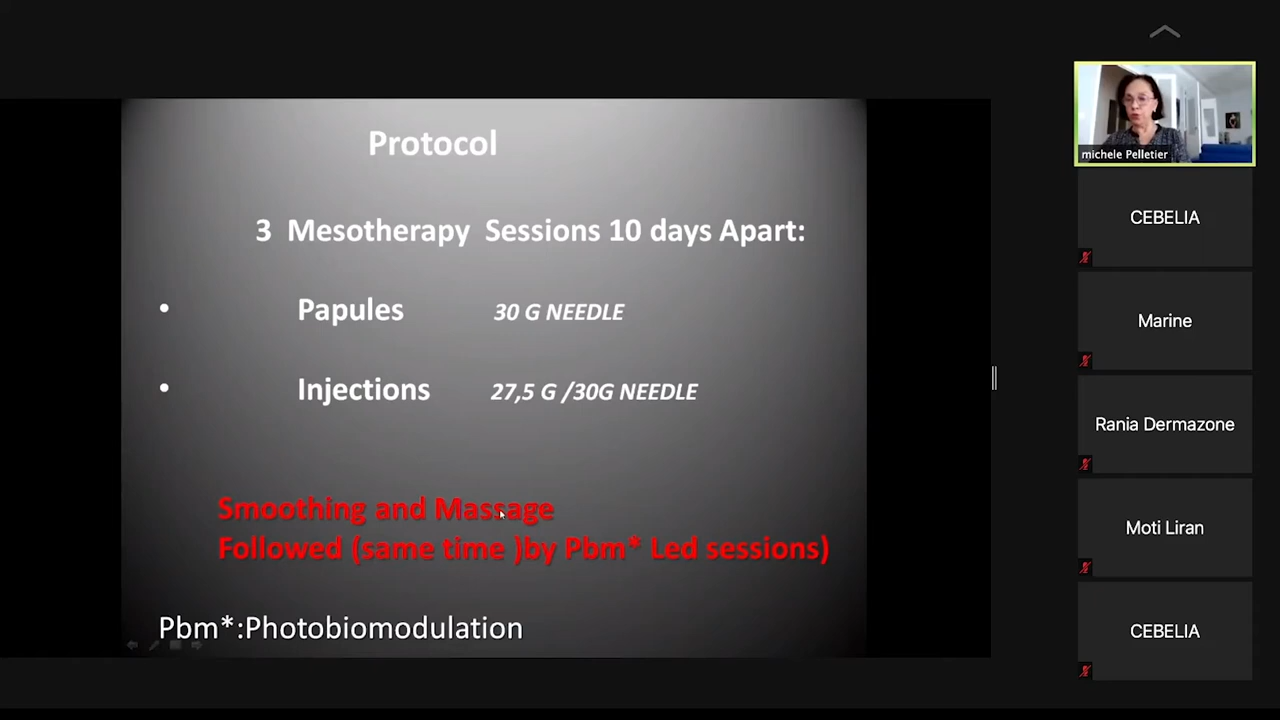 Protocol
3 Mesotherapy Sessions 10 days Apart:
• Papules 30 G NEEDLE
• Injections 27,5 G /30G NEEDLE
Smoothing and Massage
Followed (same time )by Pbm* Led sessions)
Pbm*:Photobiomodulation
michele Pelletier
CEBELIA
Marine
Rania Dermazone
Moti Liran
CEBELIA